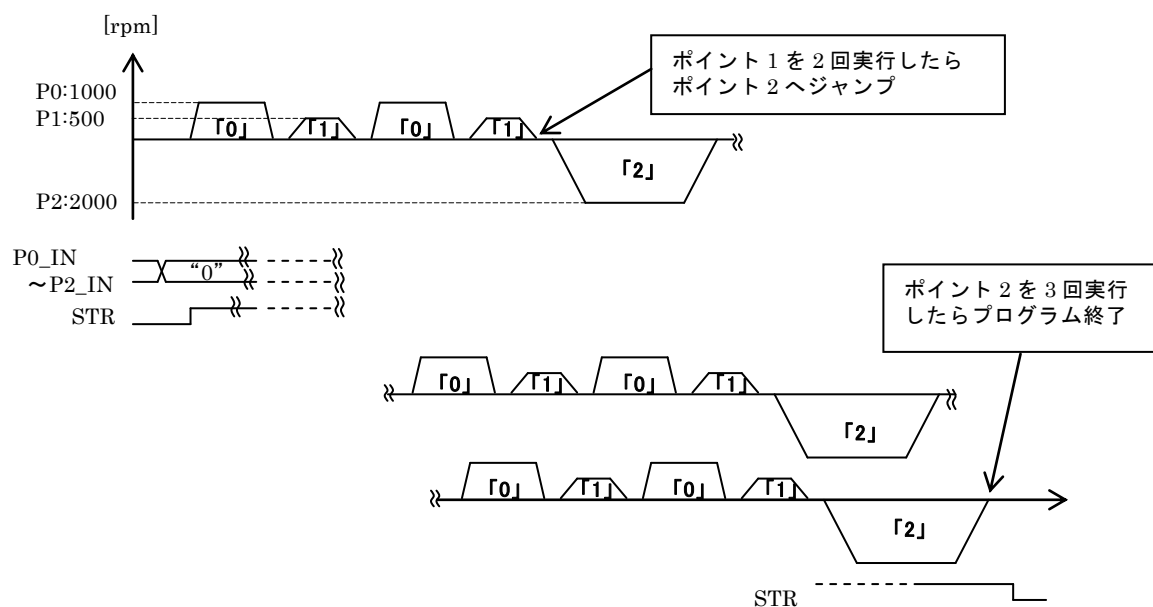 [rpm]
ポイント 1 を 2 回実行したら
ポイント 2 へジャンプ
P0:1000
P1:500
「0」 「1」 「0」 「1」
「2」
P2:2000
P0_IN
～P2_IN
“0”
STR
ポイント 2 を 3 回実行
したらプログラム終了
「0」 「1」 「0」 「1」
「2」
「0」 「1」 「0」 「1」
「2」
STR